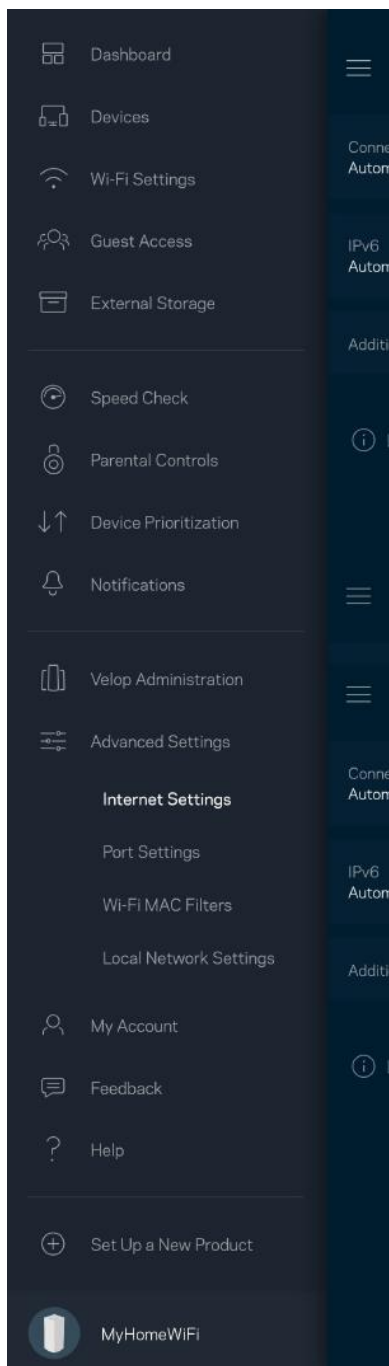 Dashboard
Devices
Wi-Fi Settings
Guest Access
External Storage
Speed Check
Parental Controls
Device Prioritization
Notifications
Velop Administration
Advanced Settings
Internet Settings
Port Settings
Wi-Fi MAC Filters
Local Network Settings
My Account
Feedback
Help
Set Up a New Product
MyHomeWiFi
IPv6
IPv6